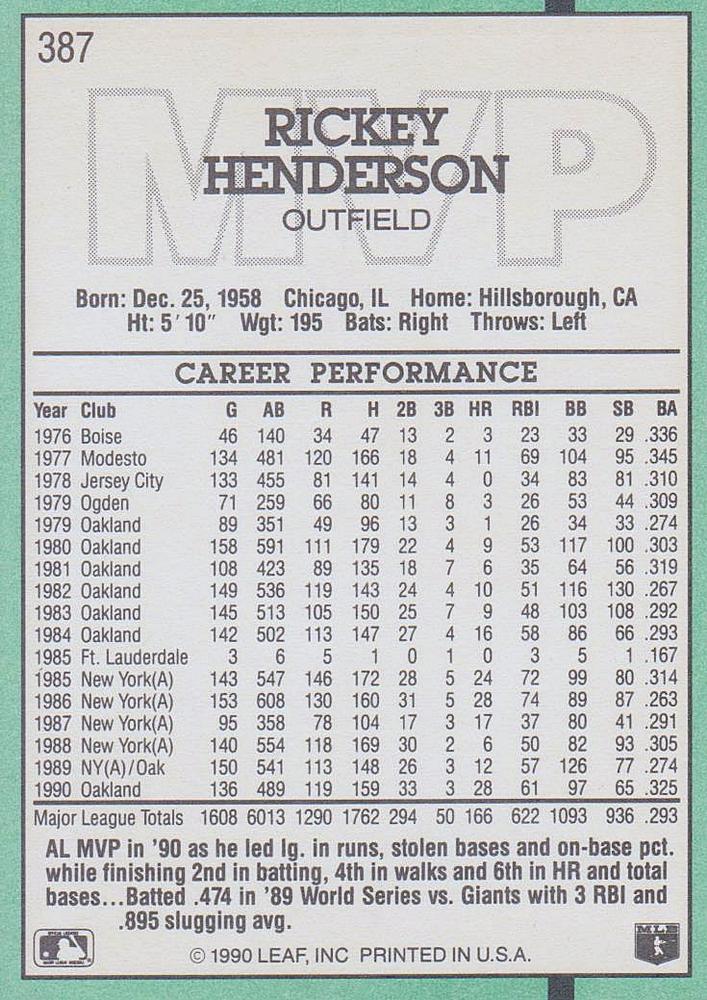 387
MVP
RICKEY
HENDERSON
OUTFIELD
Born: Dec. 25, 1958 Chicago, IL Home: Hillsborough, CA
Ht: 5' 10" Wgt: 195 Bats: Right Throws: Left
CAREER PERFORMANCE
Year Club G AB R H 2B 3B HR RBI BB SB BA
1976 Boise 46 140 34 47 13 2 3 23 33 29 .336
1977 Modesto 134 481 120 166 18 4 11 69 104 95 .345
1978 Jersey City 133 455 81 141 14 4 0 34 83 81 .310
1979 Ogden 71 259 66 80 11 8 3 26 53 44 .309
1979 Oakland 89 351 49 96 13 3 1 26 34 33 .274
1980 Oakland 158 591 111 179 22 4 9 53 117 100 .303
1981 Oakland 108 423 89 135 18 7 6 35 64 56 .319
1982 Oakland 149 536 119 143 24 4 10 51 116 130 .267
1983 Oakland 145 513 105 150 25 7 9 48 103 108 .292
1984 Oakland 142 502 113 147 27 4 16 58 86 66 .293
1985 Ft. Lauderdale 3 6 5 1 0 1 0 3 5 1 .167
1985 New York(A) 143 547 146 172 28 5 24 72 99 80 .314
1986 New York(A) 153 608 130 160 31 5 28 74 89 87 .263
1987 New York(A) 95 358 78 104 17 3 17 37 80 41 .291
1988 New York(A) 140 554 118 169 30 2 6 50 82 93 .305
1989 NY(A)/Oak 150 541 113 148 26 3 12 57 126 77 .274
1990 Oakland 136 489 119 159 33 3 28 61 97 65 .325
Major League Totals 1608 6013 1290 1762 294 50 166 622 1093 936 .293
AL MVP in '90 as he led lg. in runs, stolen bases and on-base pct.
while finishing 2nd in batting, 4th in walks and 6th in HR and total
bases...Batted .474 in '89 World Series vs. Giants with 3 RBI and
.895 slugging avg.
MLB
© 1990 LEAF, INC PRINTED IN U.S.A.